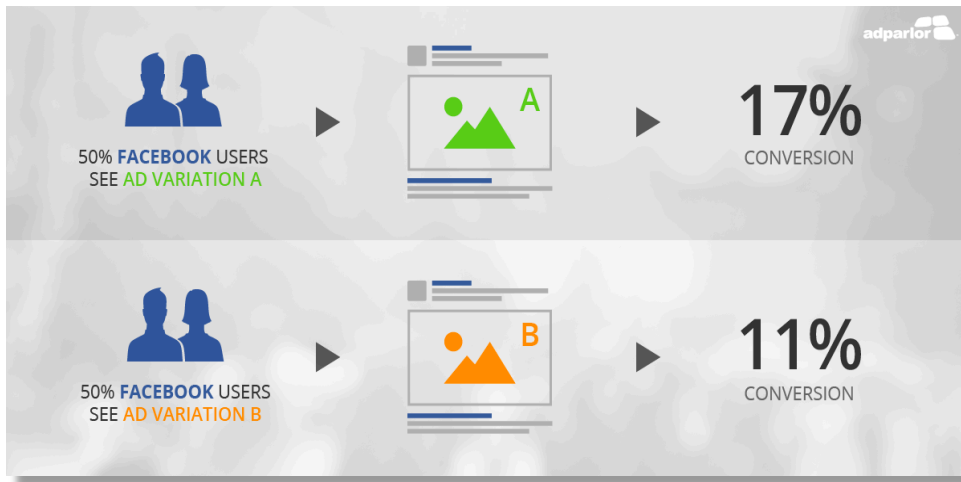 adparlor
50% FACEBOOK USERS
SEE AD VARIATION A
A
17%
CONVERSION
50% FACEBOOK USERS
SEE AD VARIATION B
B
11%
CONVERSION